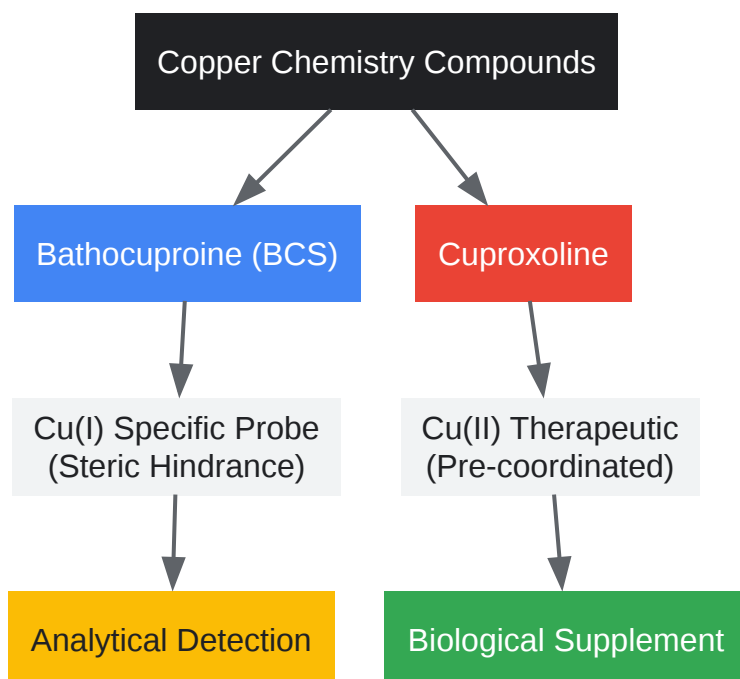 Copper Chemistry Compounds
Bathocuproine (BCS)
Cuproxoline
Cu(I) Specific Probe
(Steric Hindrance)
Cu(II) Therapeutic
(Pre-coordinated)
Analytical Detection
Biological Supplement